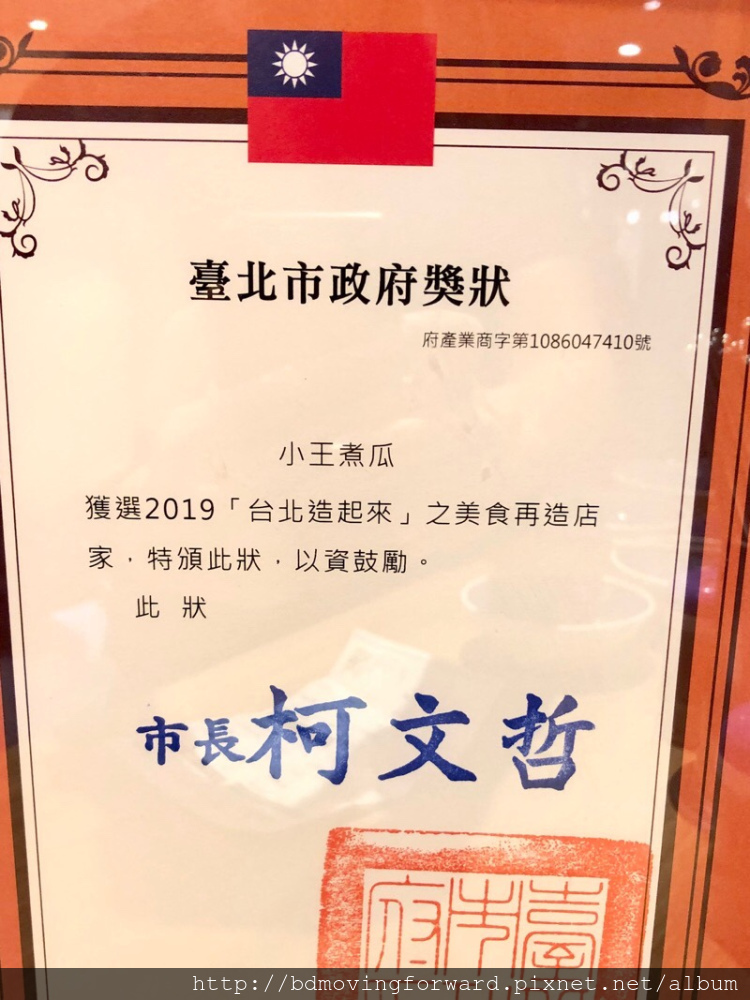 臺北市政府獎狀
府產業商字第1086047410號
小王煮瓜
獲選2019「台北造起來」之美食再造店
家，特頒此狀，以資鼓勵。
此 狀
市長柯文哲
臺市府
http://bdmovingforward.pixnet.net/album